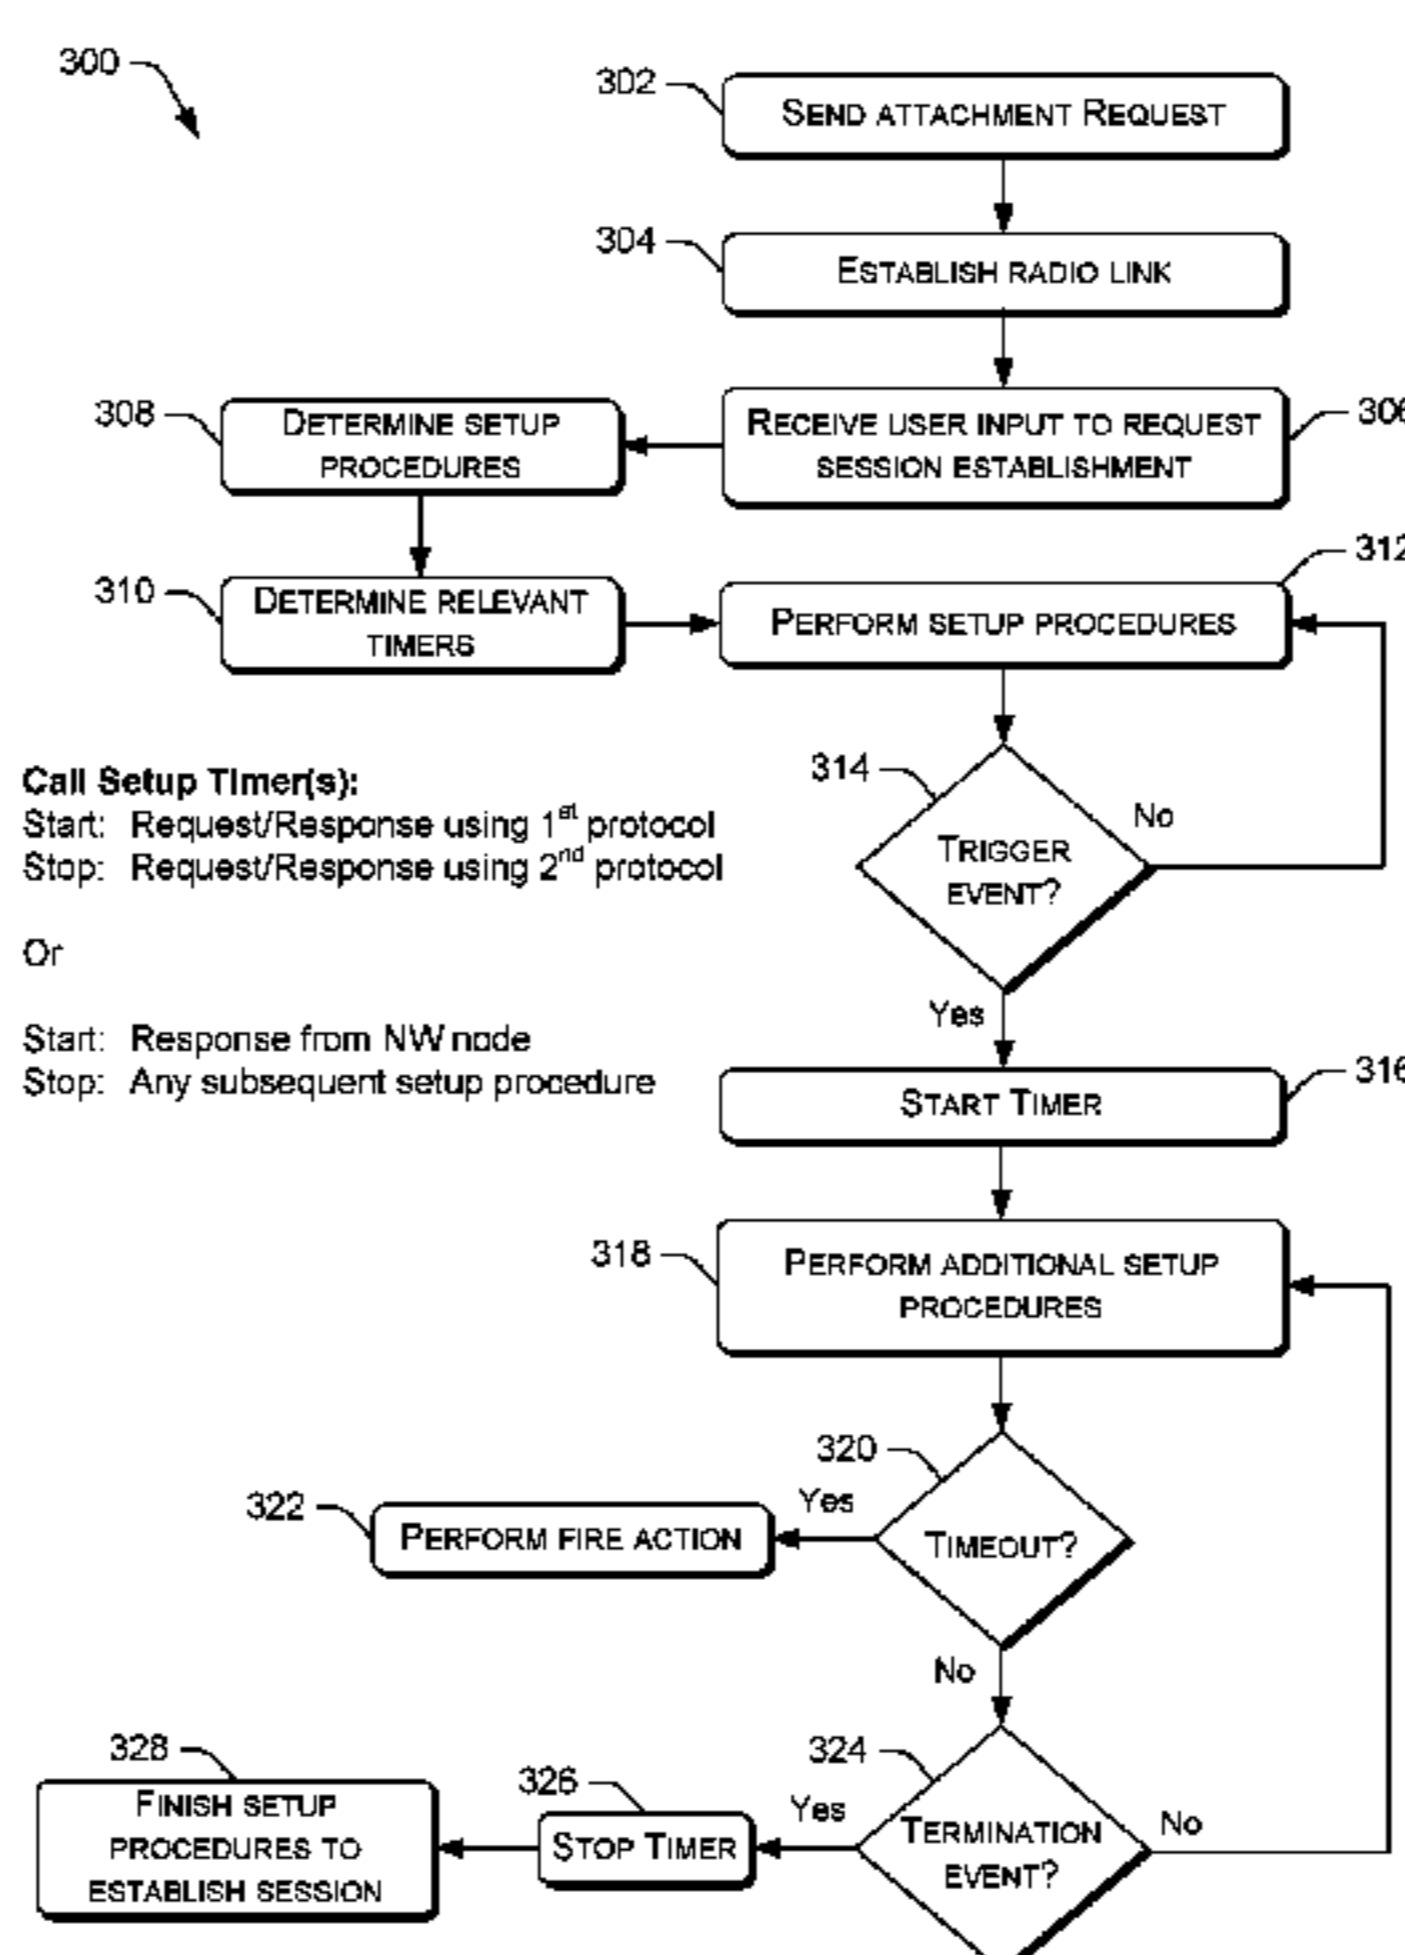 300
302
SEND ATTACHMENT REQUEST
304
ESTABLISH RADIO LINK
306
RECEIVE USER INPUT TO REQUEST
SESSION ESTABLISHMENT
308
DETERMINE SETUP
PROCEDURES
310
DETERMINE RELEVANT
TIMERS
312
PERFORM SETUP PROCEDURES
314
TRIGGER
EVENT?
No
Yes
Call Setup Timer(s):
Start: Request/Response using 1st protocol
Stop: Request/Response using 2nd protocol
Or
Start: Response from NW node
Stop: Any subsequent setup procedure
316
START TIMER
318
PERFORM ADDITIONAL SETUP
PROCEDURES
320
TIMEOUT?
Yes
322
PERFORM FIRE ACTION
No
324
TERMINATION
EVENT?
No
Yes
326
STOP TIMER
328
FINISH SETUP
PROCEDURES TO
ESTABLISH SESSION